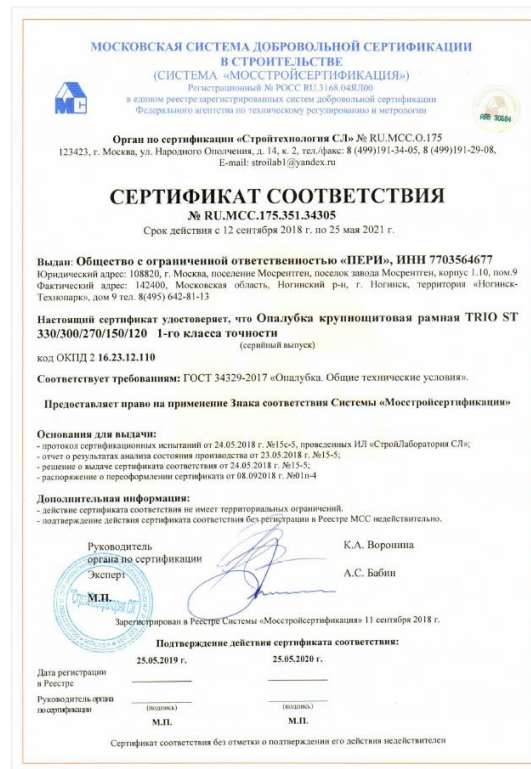 МОСКОВСКАЯ СИСТЕМА ДОБРОВОЛЬНОЙ СЕРТИФИКАЦИИ
В СТРОИТЕЛЬСТВЕ
(СИСТЕМА «МОССТРОЙСЕРТИФИКАЦИЯ»)
Регистрационный № РОСС RU.3168.04ЯЛ00
в едином реестре зарегистрированных систем добровольной сертификации
Федерального агентства по техническому регулированию и метрологии
МС
АВВ 30684
Орган по сертификации «Стройтехнология СЛ» № RU.МСС.О.175
123423, г. Москва, ул. Народного Ополчения, д. 14, к. 2, тел./факс: 8 (499)191-34-05, 8 (499)191-29-08,
E-mail: stroilab1@yandex.ru
СЕРТИФИКАТ СООТВЕТСТВИЯ
№ RU.МСС.175.351.34305
Срок действия с 12 сентября 2018 г. по 25 мая 2021 г.
Выдан: Общество с ограниченной ответственностью «ПЕРИ», ИНН 7703564677
Юридический адрес: 108820, г. Москва, поселение Мосрентген, поселок завода Мосрентген, корпус 1.10, пом.9
Фактический адрес: 142400, Московская область, Ногинский р-н, г. Ногинск, территория «Ногинск-
Технопарк», дом 9 тел. 8(495) 642-81-13
Настоящий сертификат удостоверяет, что Опалубка крупнощитовая рамная TRIO ST
330/300/270/150/120 1-го класса точности
(серийный выпуск)
код ОКПД 2 16.23.12.110
Соответствует требованиям: ГОСТ 34329-2017 «Опалубка. Общие технические условия».
Предоставляет право на применение Знака соответствия Системы «Мосстройсертификация»
Основания для выдачи:
- протокол сертификационных испытаний от 24.05.2018 г. №15с-5, проведенных ИЛ «СтройЛаборатория СЛ»;
- отчет о результатах анализа состояния производства от 23.05.2018 г. №15-5;
- решение о выдаче сертификата соответствия от 24.05.2018 г. №15-5;
- распоряжение о переоформлении сертификата от 08.092018 г. №01п-4
Дополнительная информация:
- действие сертификата соответствия не имеет территориальных ограничений.
- подтверждение действия сертификата соответствия без регистрации в Реестре МСС недействительно.
Руководитель
органа по сертификации
К.А. Воронина
Эксперт
А.С. Бабин
М.П.
Зарегистрирован в Реестре Системы «Мосстройсертификация» 11 сентября 2018 г.
Подтверждение действия сертификата соответствия:
25.05.2019 г. 25.05.2020 г.
Дата регистрации
в Реестре
Руководитель органа
по сертификации
(подпись) (подпись)
М.П. М.П.
Сертификат соответствия без отметки о подтверждении его действия недействителен